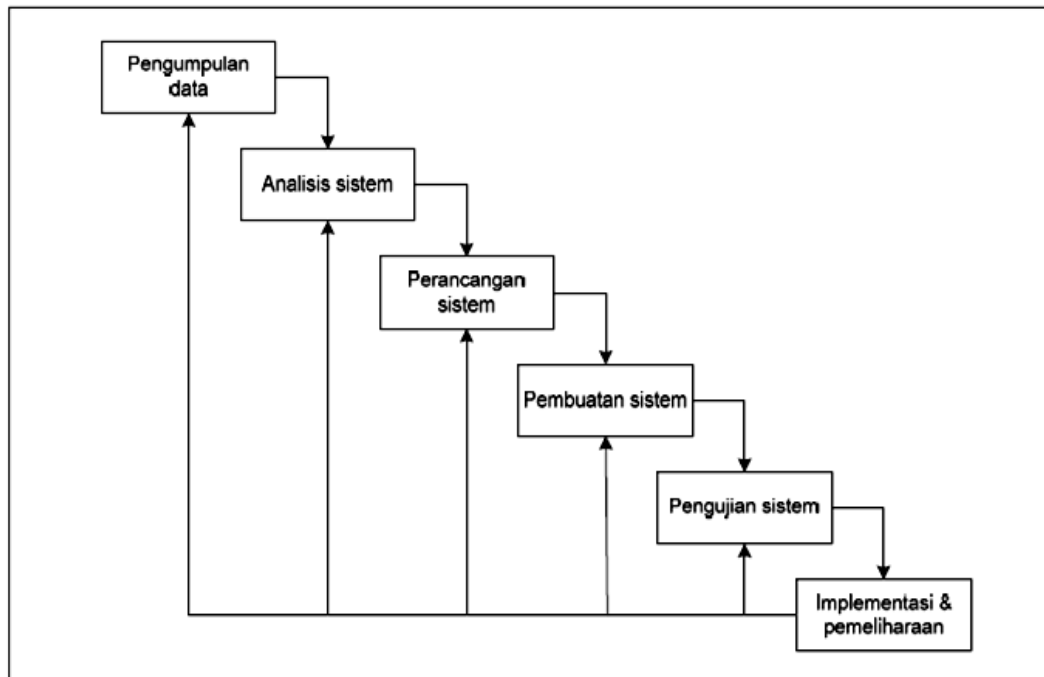 Pengumpulan
data
Analisis sistem
Perancangan
sistem
Pembuatan sistem
Pengujian sistem
Implementasi &
pemeliharaan